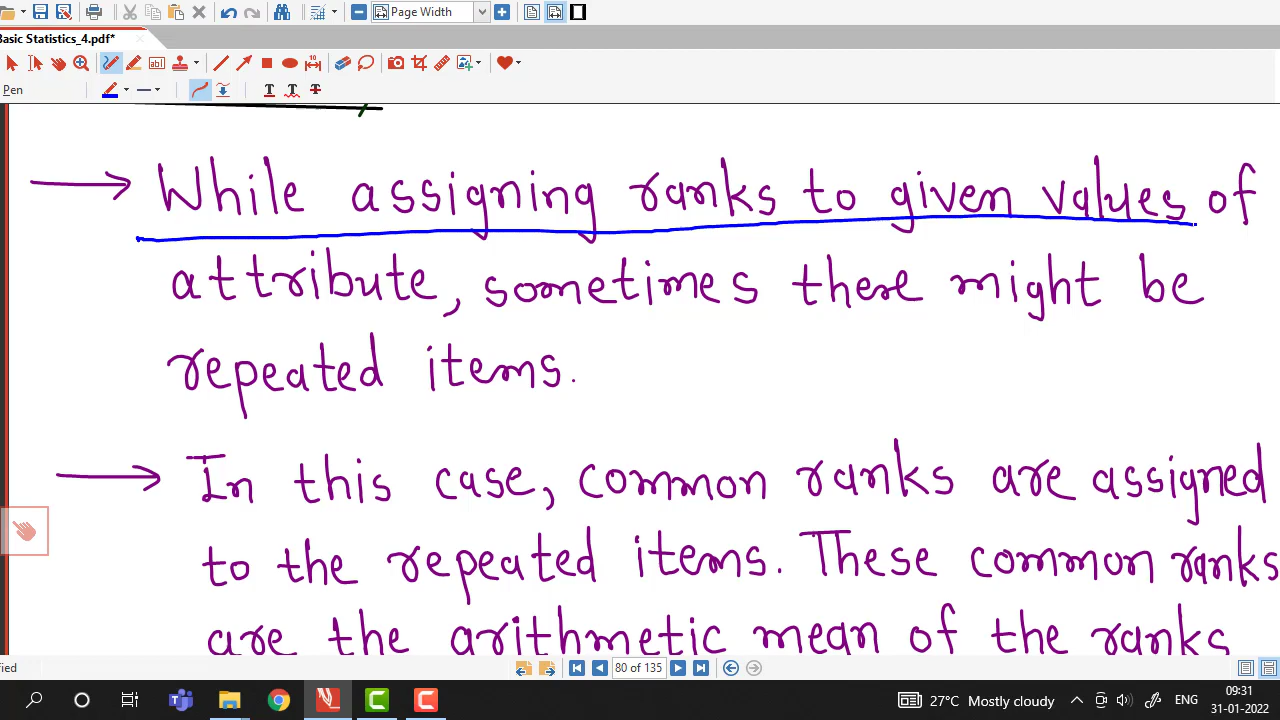 Page Width
Basic Statistics_4.pdf*
Pen
→ While assigning ranks to given values of
attribute, sometimes there might be
repeated items.
→ In this case, common ranks are assigned
to the repeated items. These common ranks
are the arithmetic mean of the ranks
fied
80 of 135
27°C Mostly cloudy
ENG
09:31
31-01-2022